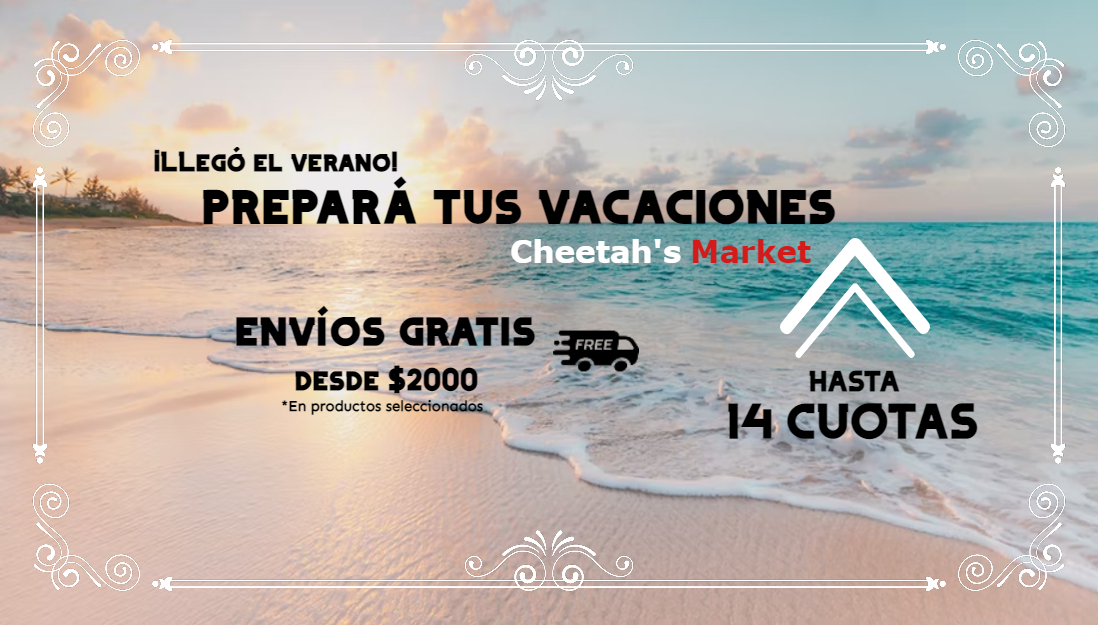 ¡LLEGÓ EL VERANO!
PREPARÁ TUS VACACIONES
Cheetah's Market
ENVÍOS GRATIS
FREE
DESDE $2000
*En productos seleccionados
HASTA
14 CUOTAS